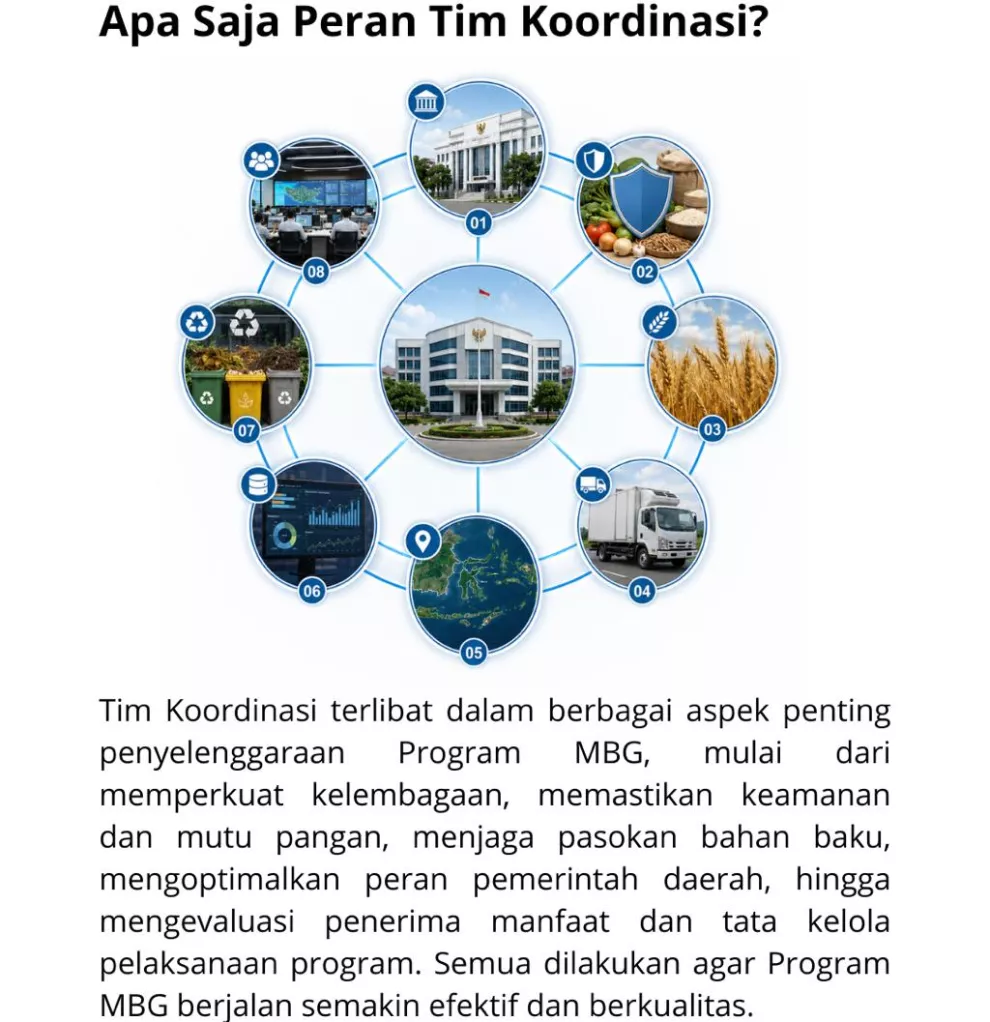 Apa Saja Peran Tim Koordinasi?
01
02
03
04
05
06
07
08
Tim Koordinasi terlibat dalam berbagai aspek penting
penyelenggaraan Program MBG, mulai dari
memperkuat kelembagaan, memastikan keamanan
dan mutu pangan, menjaga pasokan bahan baku,
mengoptimalkan peran pemerintah daerah, hingga
mengevaluasi penerima manfaat dan tata kelola
pelaksanaan program. Semua dilakukan agar Program
MBG berjalan semakin efektif dan berkualitas.